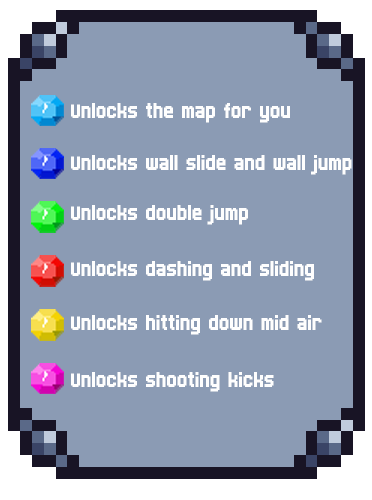 Unlocks the map for you
Unlocks wall slide and wall jump
Unlocks double jump
Unlocks dashing and sliding
Unlocks hitting down mid air
Unlocks shooting kicks